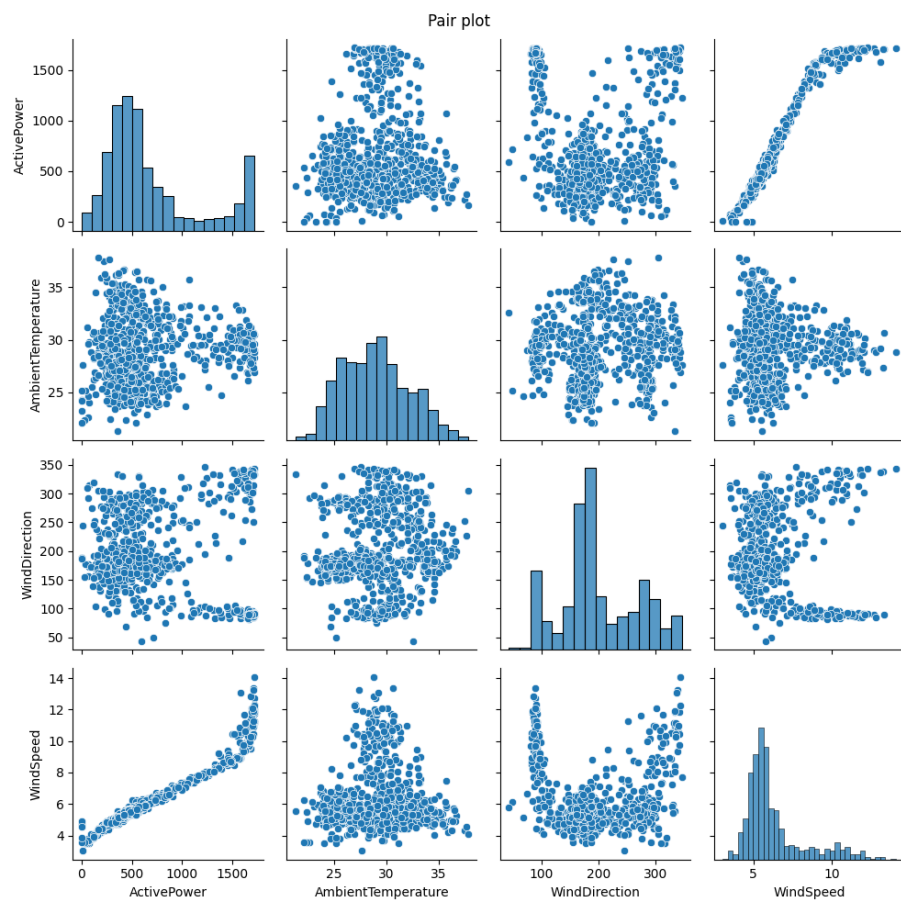 Pair plot
ActivePower
1500
1000
500
0
AmbientTemperature
35
30
25
WindDirection
350
300
250
200
150
100
50
WindSpeed
14
12
10
8
6
4
0 500 1000 1500
25 30 35
100 200 300
5 10
ActivePower
AmbientTemperature
WindDirection
WindSpeed